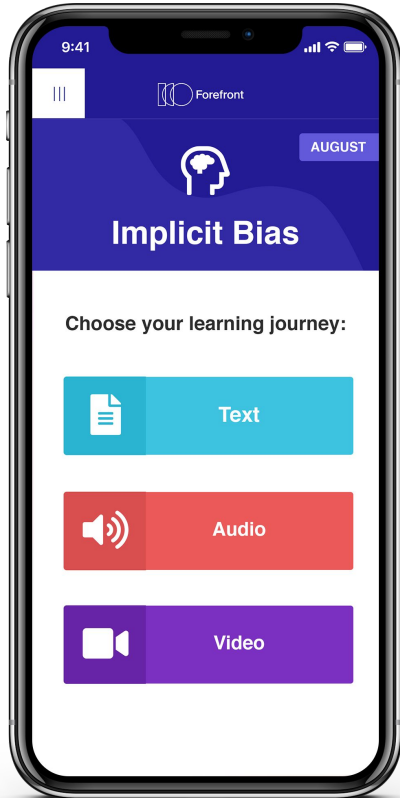 9:41
Forefront
AUGUST
Implicit Bias
Choose your learning journey:
Text
Audio
Video